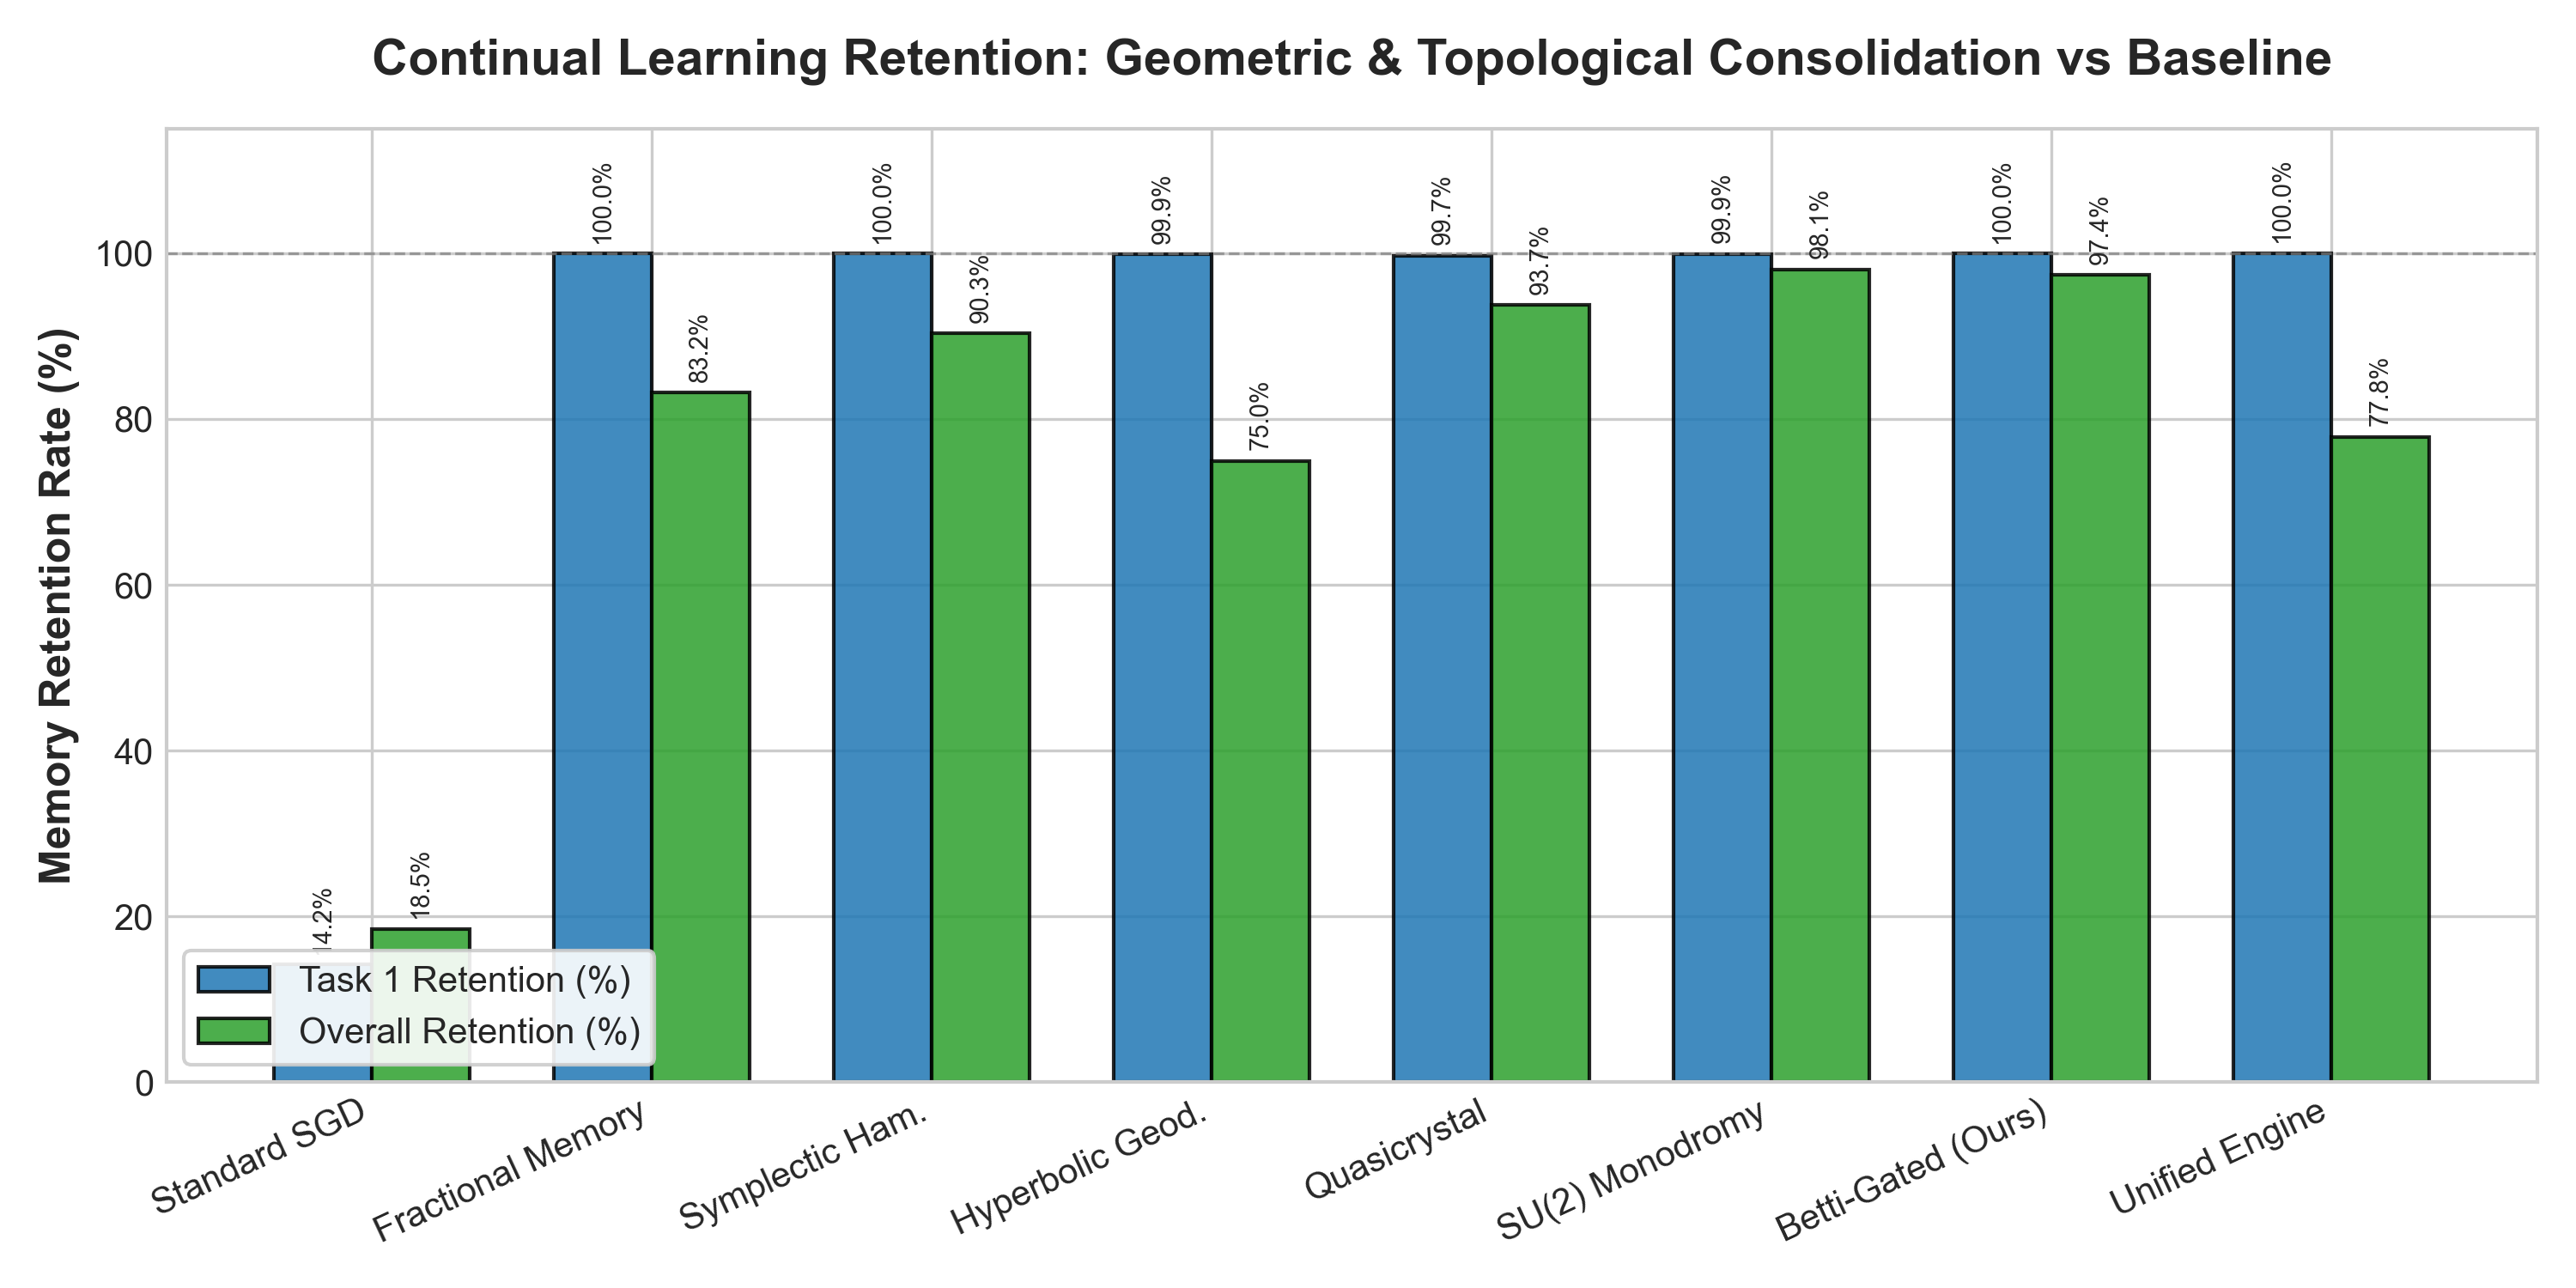 Continual Learning Retention: Geometric & Topological Consolidation vs Baseline
Memory Retention Rate (%)
100
80
60
40
20
0
14.2%
18.5%
100.0%
83.2%
100.0%
90.3%
99.9%
75.0%
99.7%
93.7%
99.9%
98.1%
100.0%
97.4%
100.0%
77.8%
Task 1 Retention (%)
Overall Retention (%)
Standard SGD
Fractional Memory
Symplectic Ham.
Hyperbolic Geod.
Quasicrystal
SU(2) Monodromy
Betti-Gated (Ours)
Unified Engine